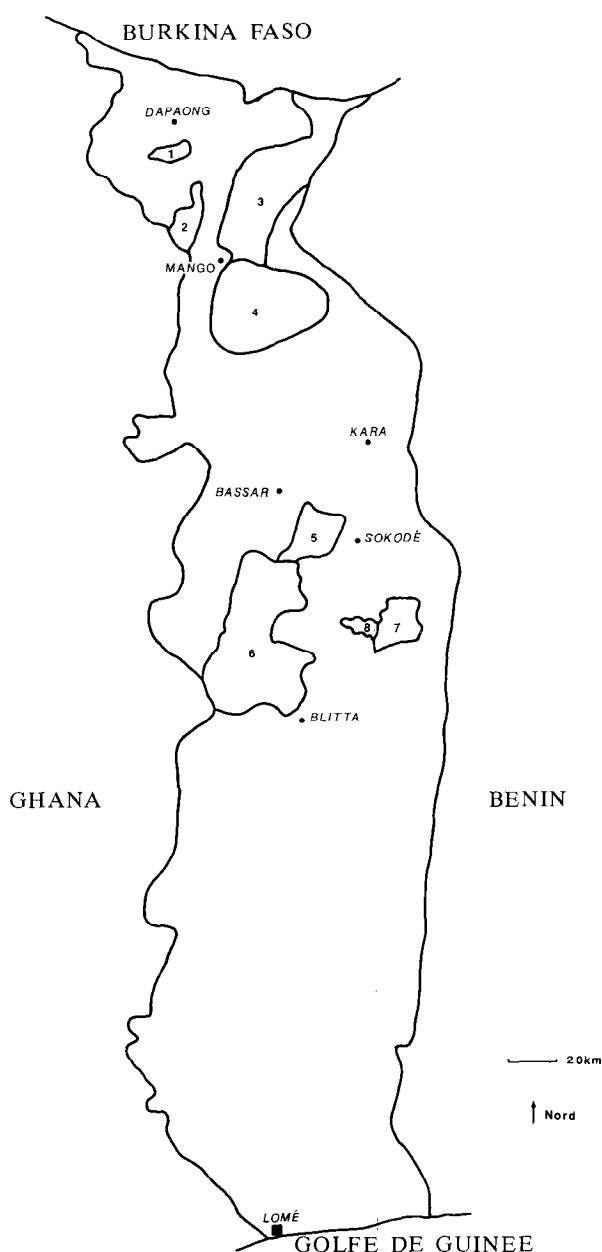 BURKINA FASO
DAPAONG
1
2
3
MANGO
4
KARA
BASSAR
5
SOKODÉ
6
8
7
BLITTA
GHANA
BENIN
20km
Nord
LOMÉ
GOLFE DE GUINEE